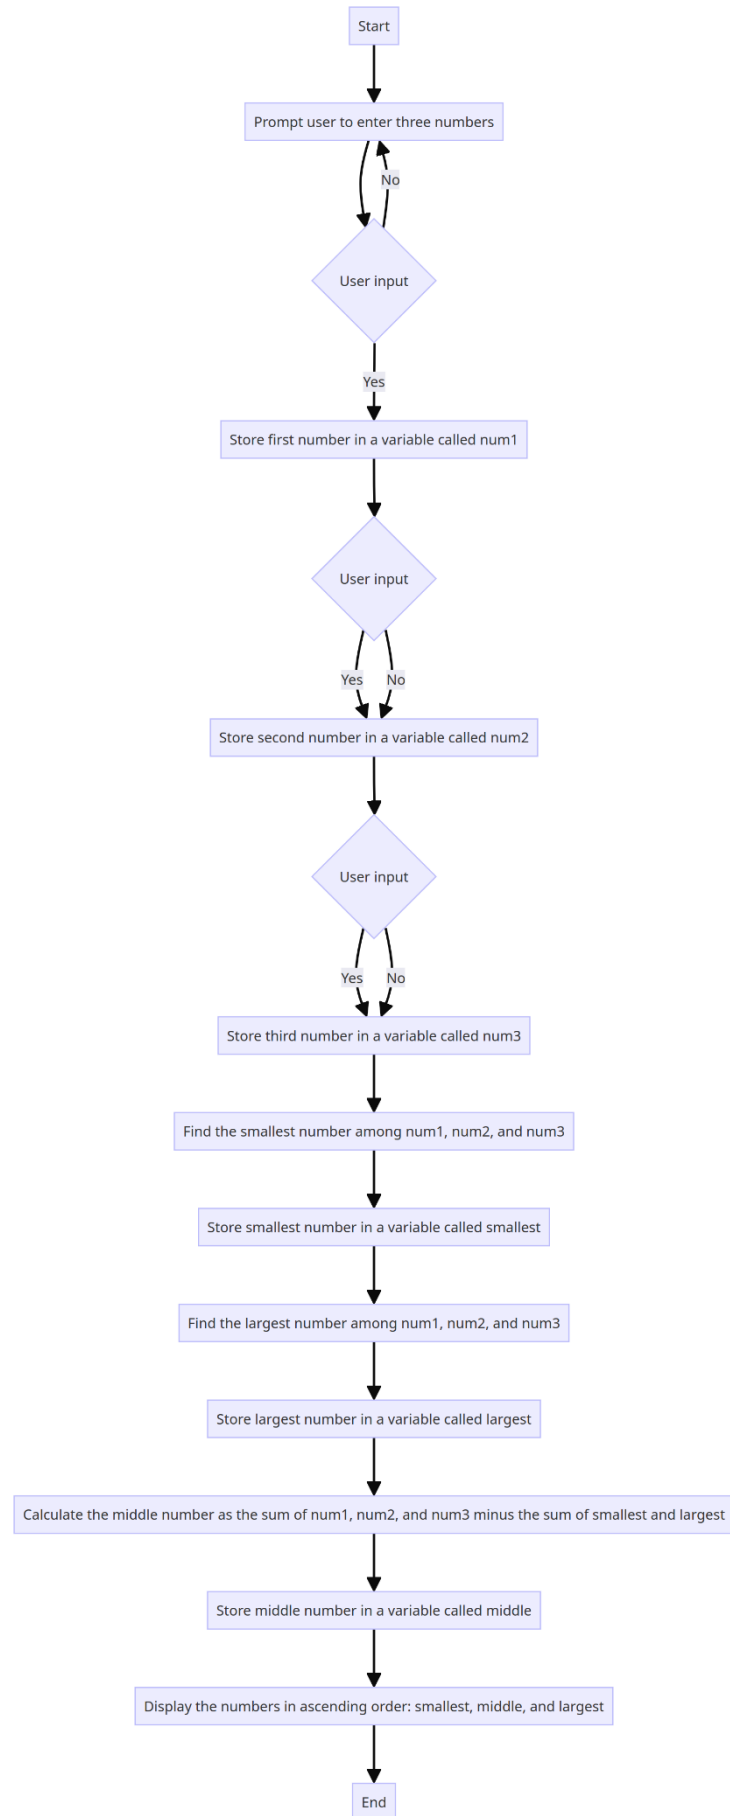 Start
Prompt user to enter three numbers
No
User input
Yes
Store first number in a variable called num1
User input
Yes
No
Store second number in a variable called num2
User input
Yes
No
Store third number in a variable called num3
Find the smallest number among num1, num2, and num3
Store smallest number in a variable called smallest
Find the largest number among num1, num2, and num3
Store largest number in a variable called largest
Calculate the middle number as the sum of num1, num2, and num3 minus the sum of smallest and largest
Store middle number in a variable called middle
Display the numbers in ascending order: smallest, middle, and largest
End